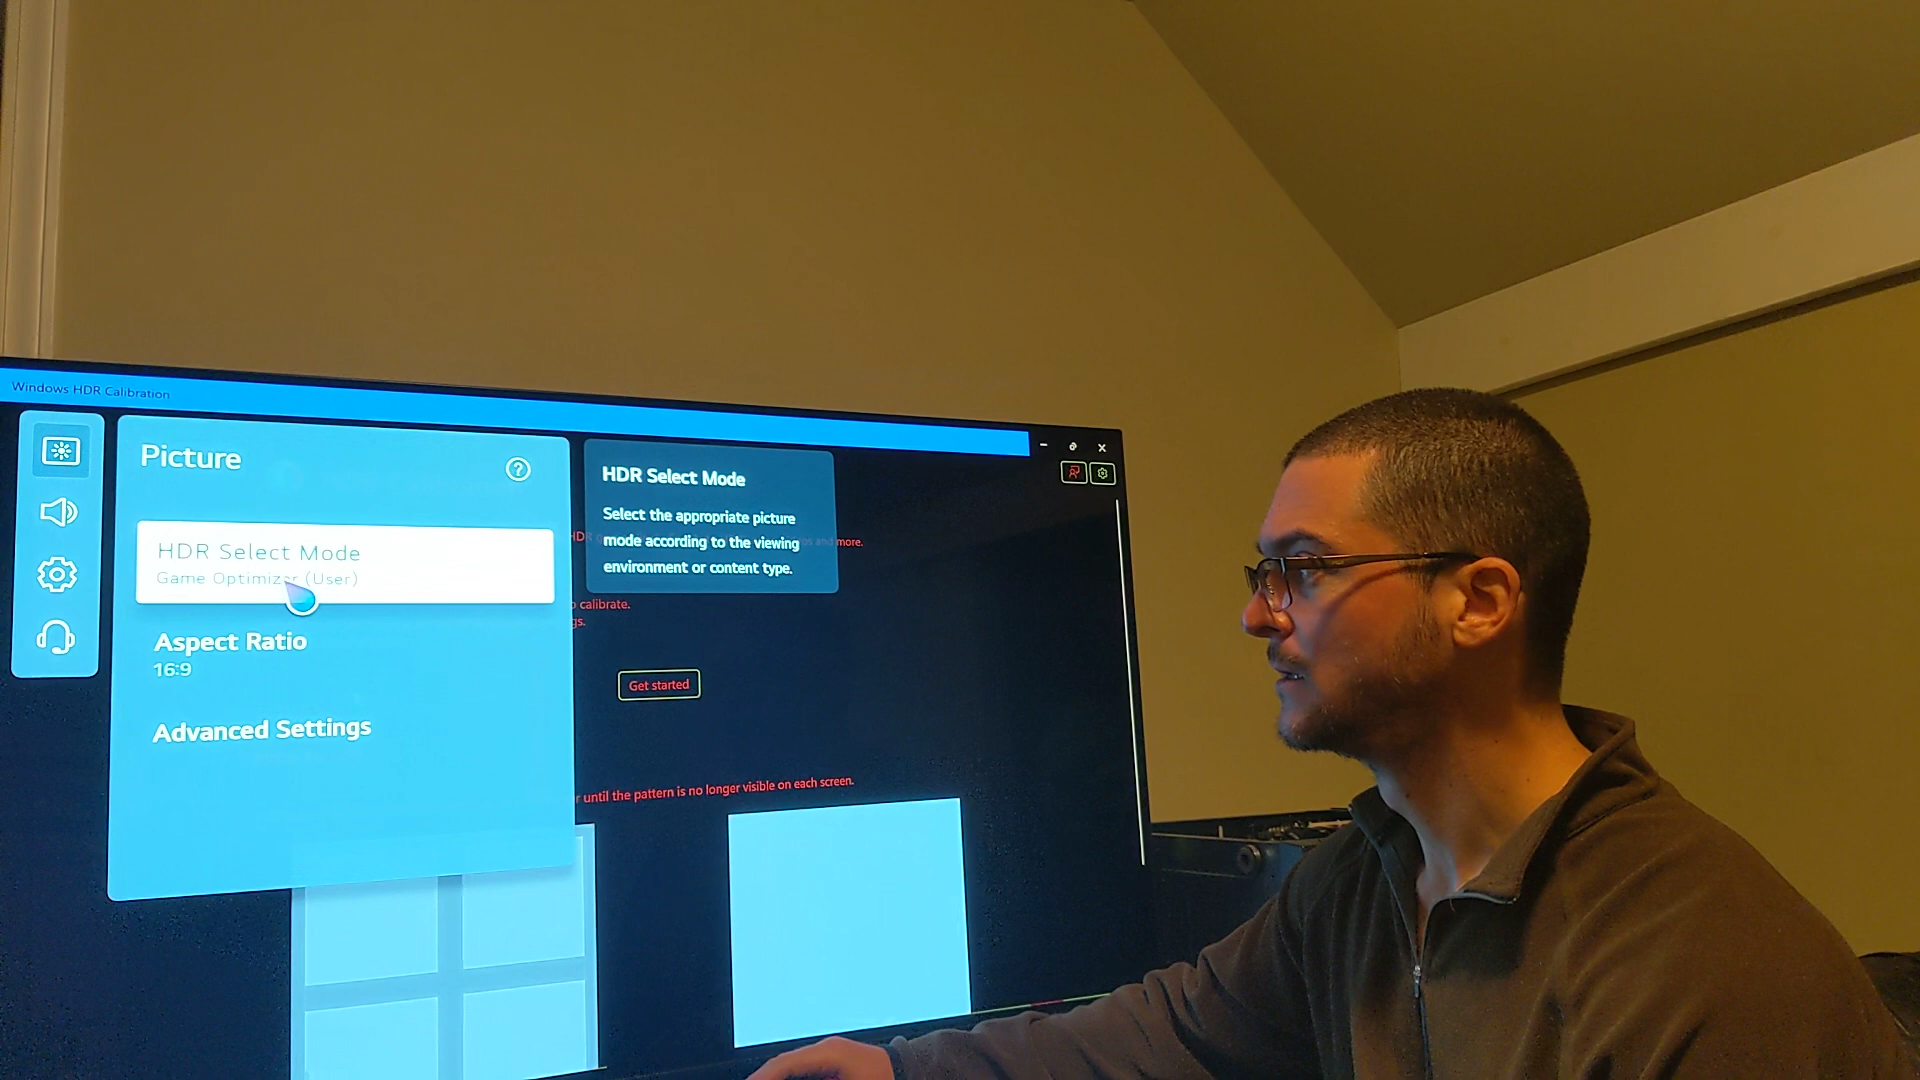 Windows HDR Calibration
Picture
HDR Select Mode
Game Optimizer (User)
Aspect Ratio
16:9
Advanced Settings
HDR Select Mode
Select the appropriate picture
mode according to the viewing
environment or content type.
HDR
and more.
calibrate.
Get started
until the pattern is no longer visible on each screen.